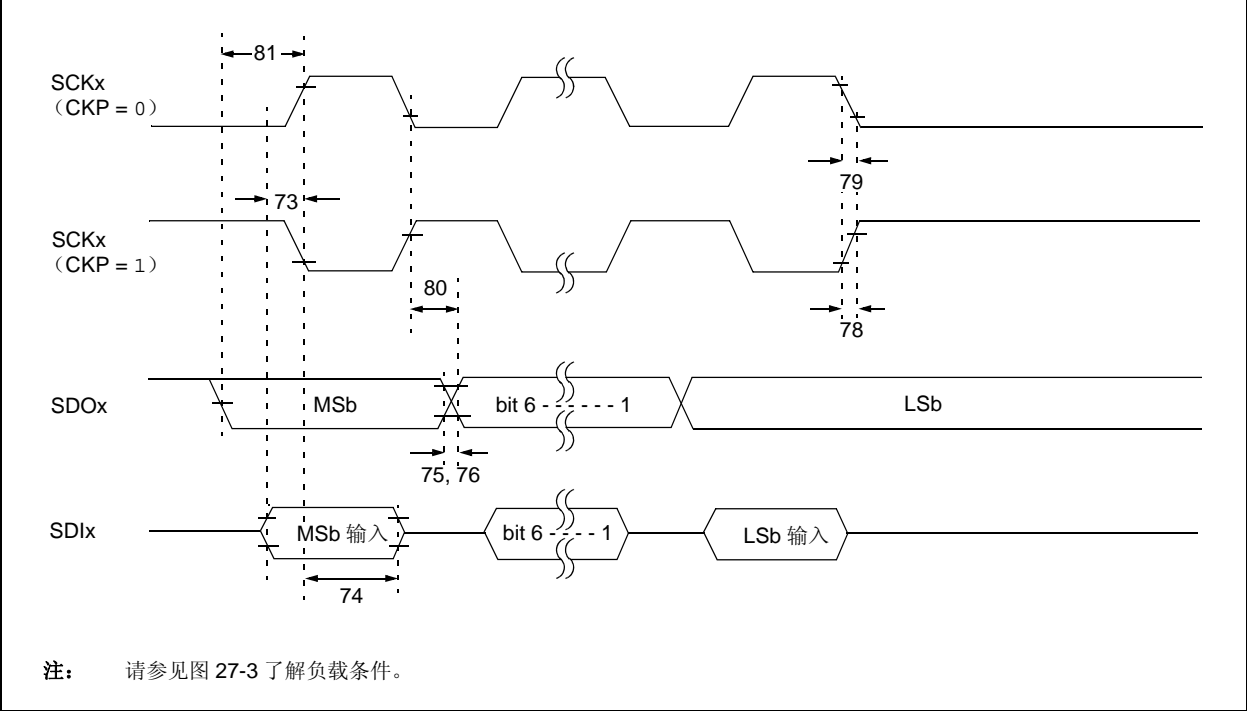 81
SCKx
（CKP = 0）
79
73
SCKx
（CKP = 1）
80
78
SDOx
MSb
bit 6 - - - - - - 1
LSb
75, 76
SDIx
MSb 输入
bit 6 - - - - 1
LSb 输入
74
注： 请参见图 27-3 了解负载条件。